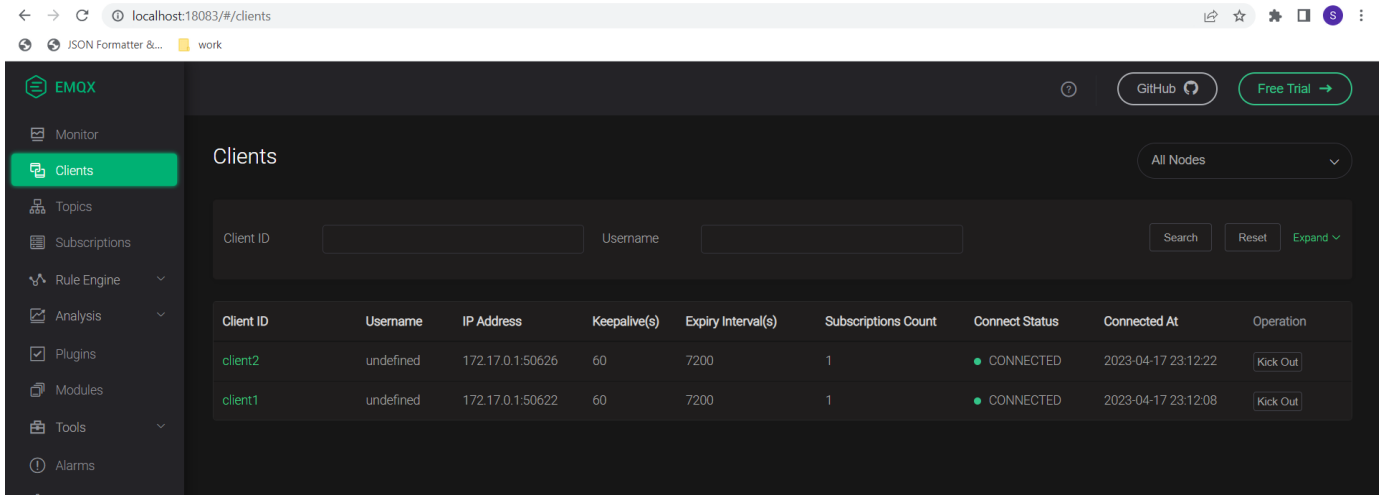 localhost:18083/#/clients
S
JSON Formatter &... work
EMQX
? GitHub Free Trial →
Monitor
Clients
Topics
Subscriptions
Rule Engine
Analysis
Plugins
Modules
Tools
Alarms
Clients
All Nodes
Client ID Username Search Reset Expand
Client ID Username IP Address Keepalive(s) Expiry Interval(s) Subscriptions Count Connect Status Connected At Operation
client2 undefined 172.17.0.1:50626 60 7200 1 CONNECTED 2023-04-17 23:12:22 Kick Out
client1 undefined 172.17.0.1:50622 60 7200 1 CONNECTED 2023-04-17 23:12:08 Kick Out